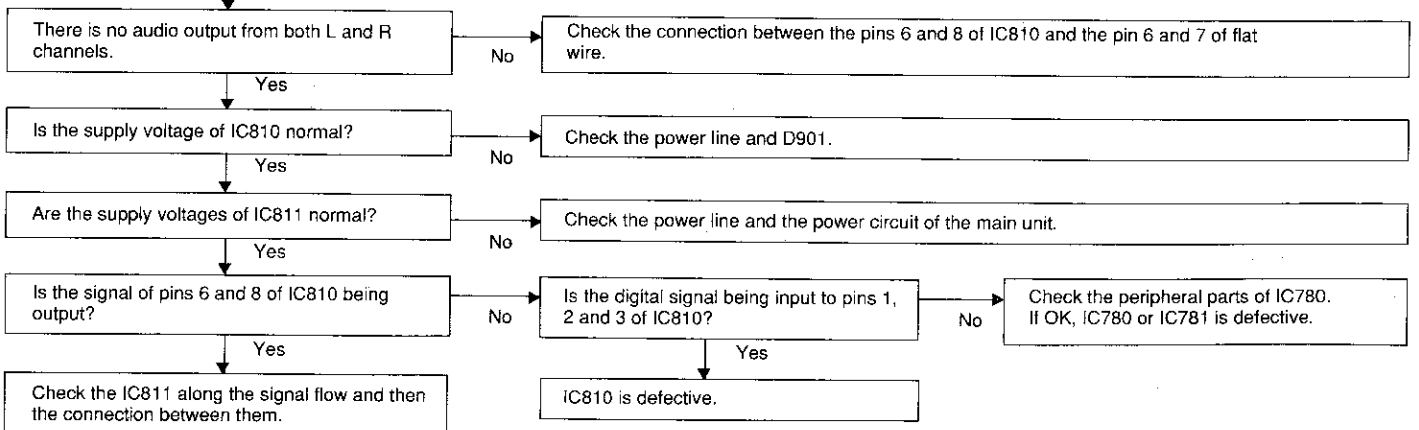 There is no audio output from both L and R
channels.
No
Check the connection between the pins 6 and 8 of IC810 and the pin 6 and 7 of flat
wire.
Yes
Is the supply voltage of IC810 normal?
No
Check the power line and D901.
Yes
Are the supply voltages of IC811 normal?
No
Check the power line and the power circuit of the main unit.
Yes
Is the signal of pins 6 and 8 of IC810 being
output?
No
Is the digital signal being input to pins 1,
2 and 3 of IC810?
No
Check the peripheral parts of IC780.
If OK, IC780 or IC781 is defective.
Yes
Yes
Check the IC811 along the signal flow and then
the connection between them.
IC810 is defective.